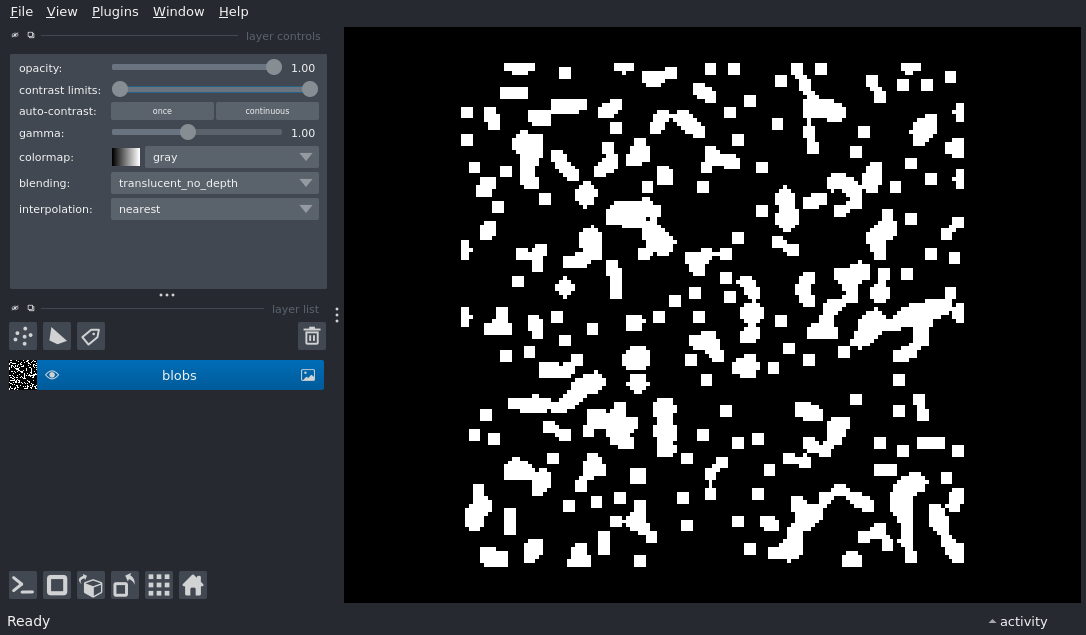 File View Plugins Window Help
layer controls
opacity: 1.00
contrast limits:
auto-contrast: once continuous
gamma: 1.00
colormap: gray
blending: translucent_no_depth
interpolation: nearest
layer list
blobs
Ready
activity